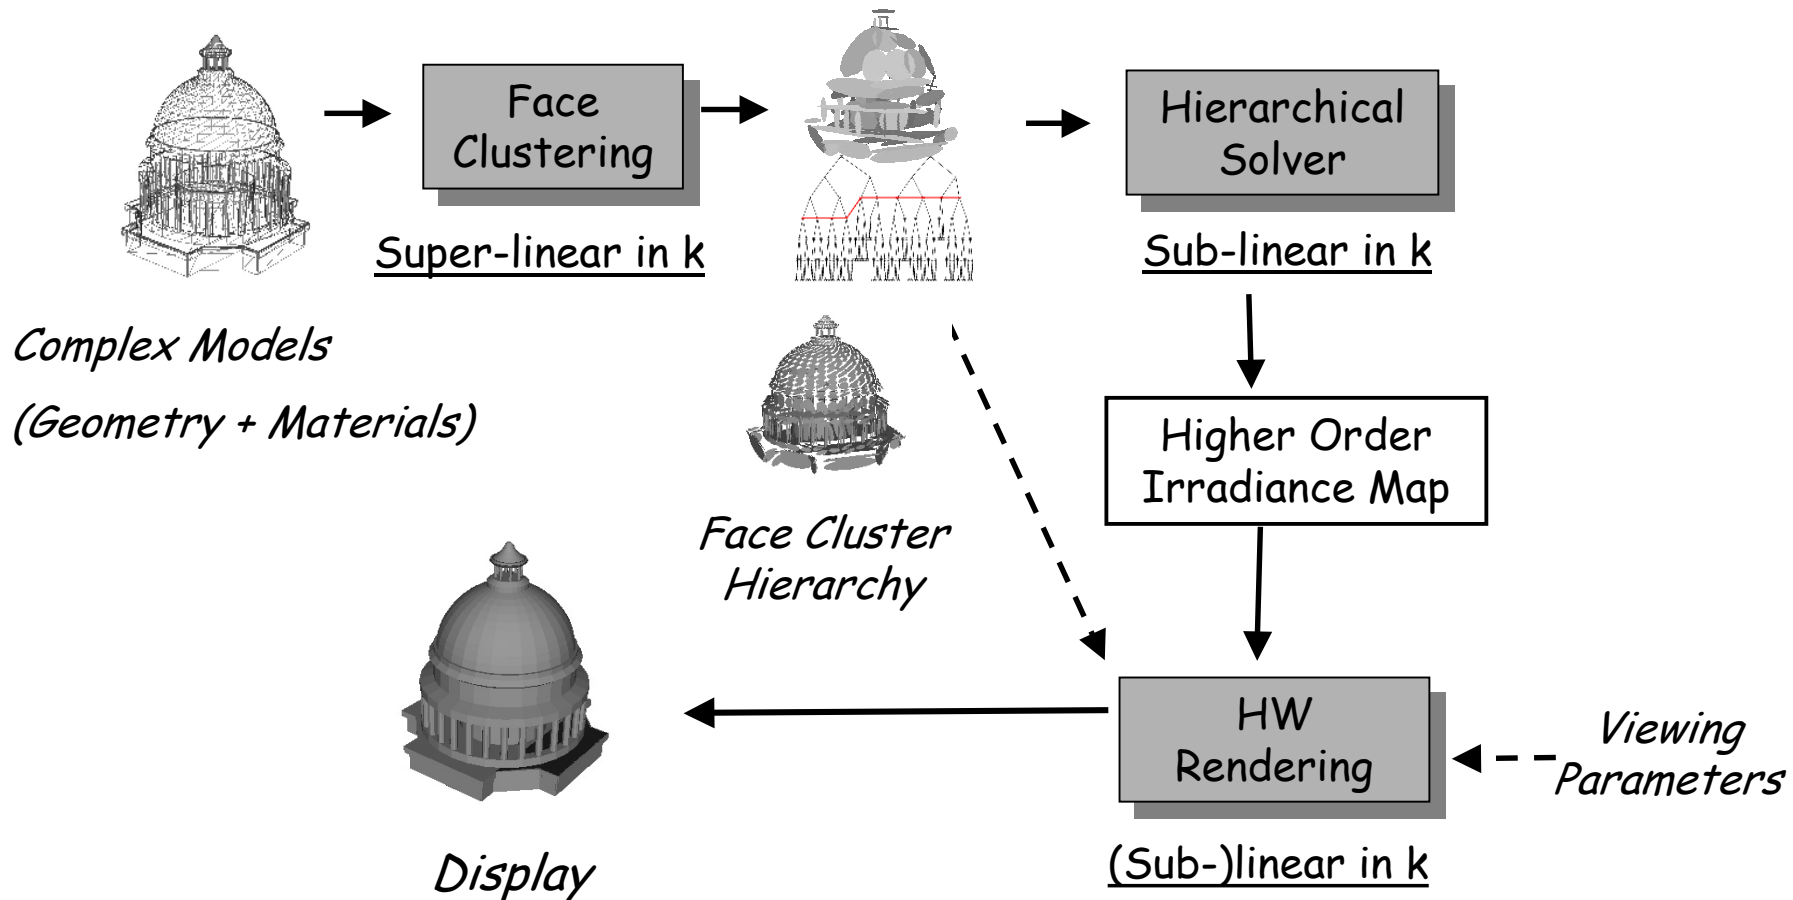 Face
Clustering
Super-linear in k
Hierarchical
Solver
Sub-linear in k
Complex Models
(Geometry + Materials)
Face Cluster
Hierarchy
Higher Order
Irradiance Map
HW
Rendering
(Sub-)linear in k
Viewing
Parameters
Display